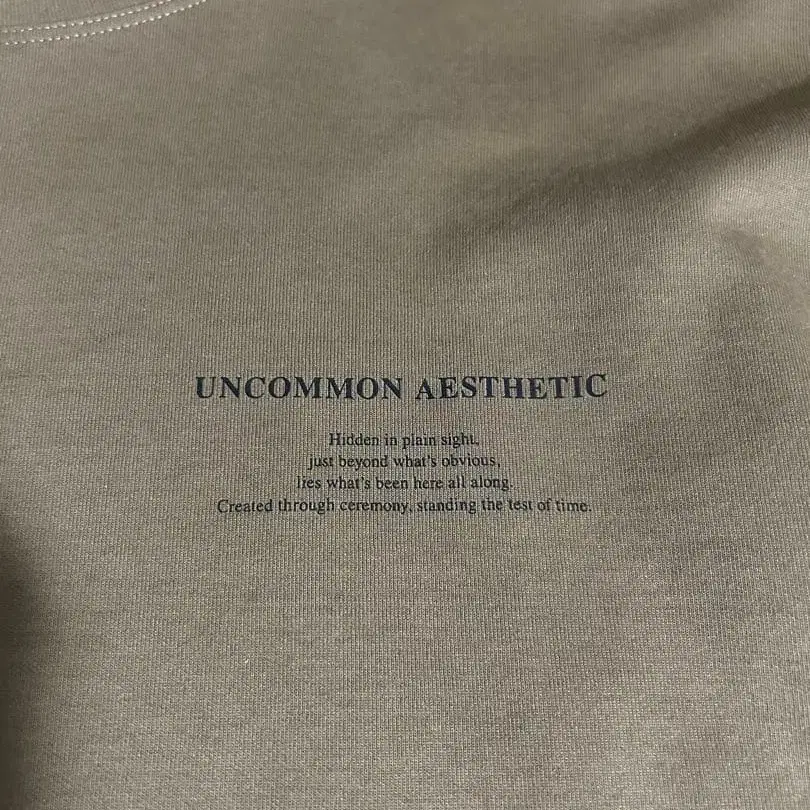 UNCOMMON AESTHETIC
Hidden in plain sight,
just beyond what's obvious,
lies what's been here all along.
Created through ceremony, standing the test of time.